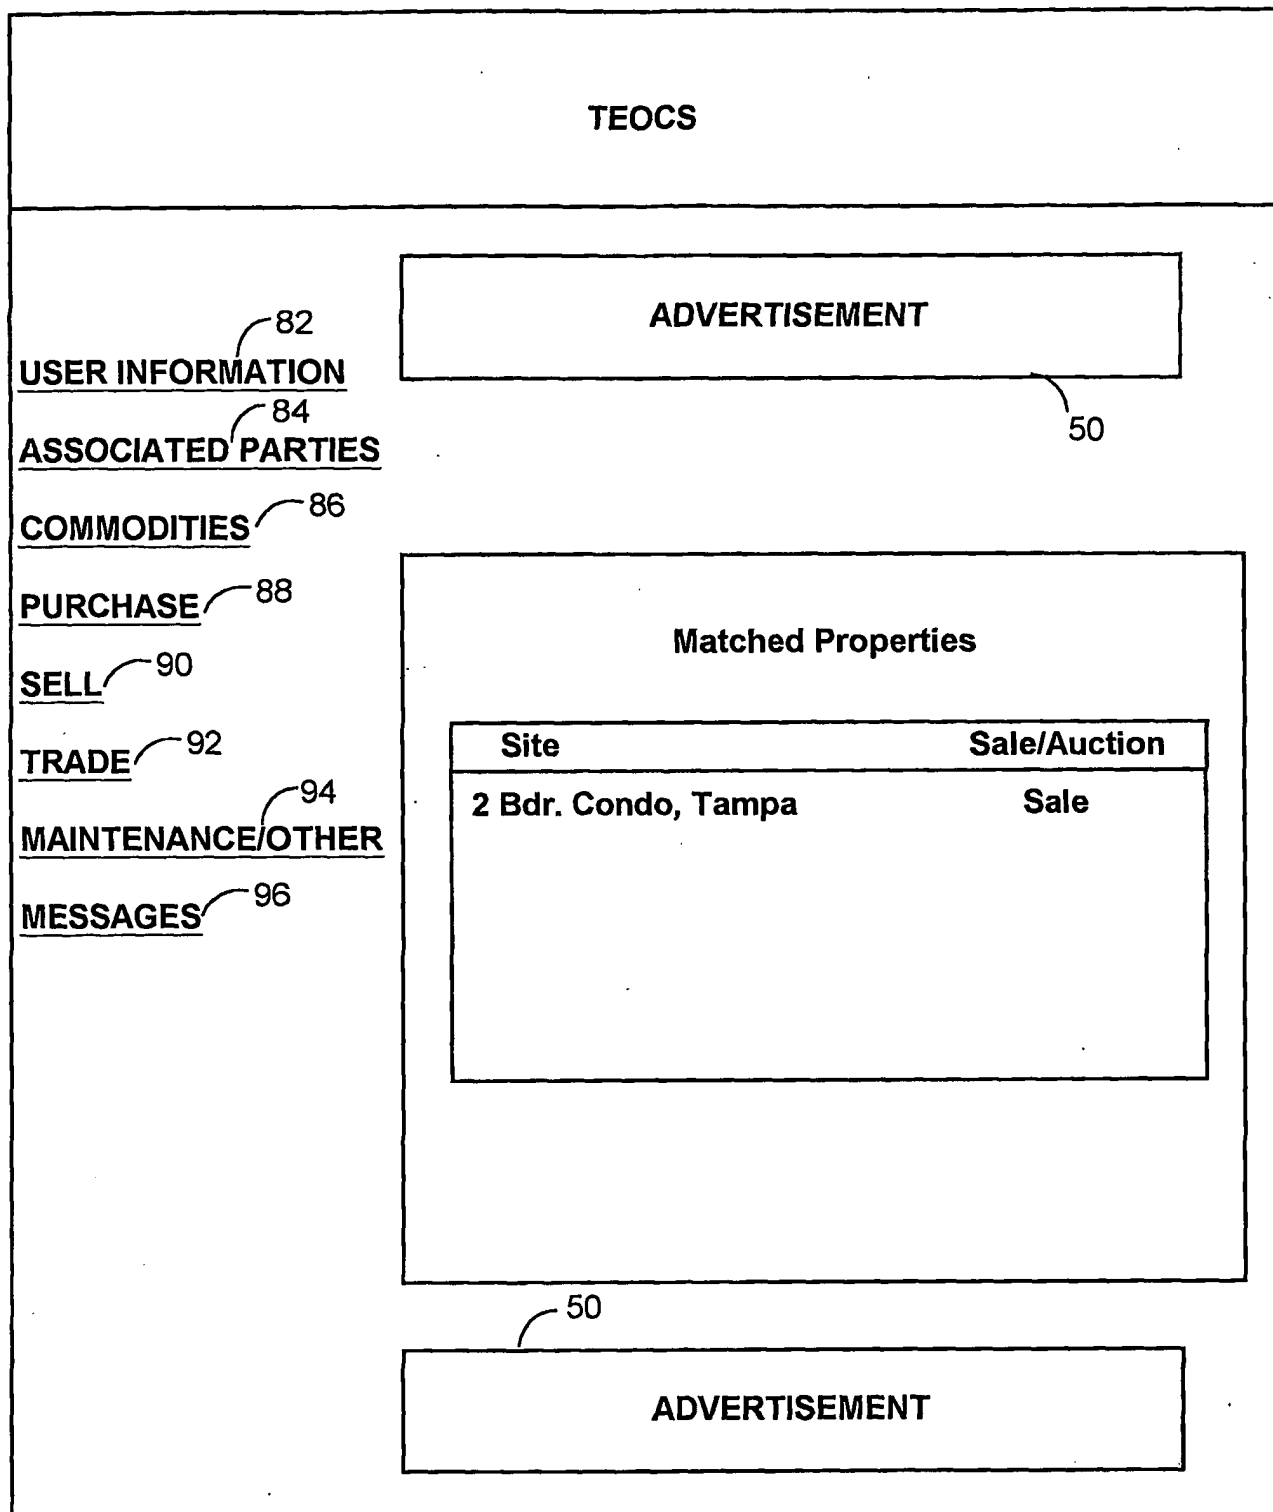 TEOCS
ADVERTISEMENT
50
82
USER INFORMATION
84
ASSOCIATED PARTIES
86
COMMODITIES
88
PURCHASE
90
SELL
92
TRADE
94
MAINTENANCE/OTHER
96
MESSAGES
Matched Properties
Site Sale/Auction
2 Bdr. Condo, Tampa Sale
50
ADVERTISEMENT